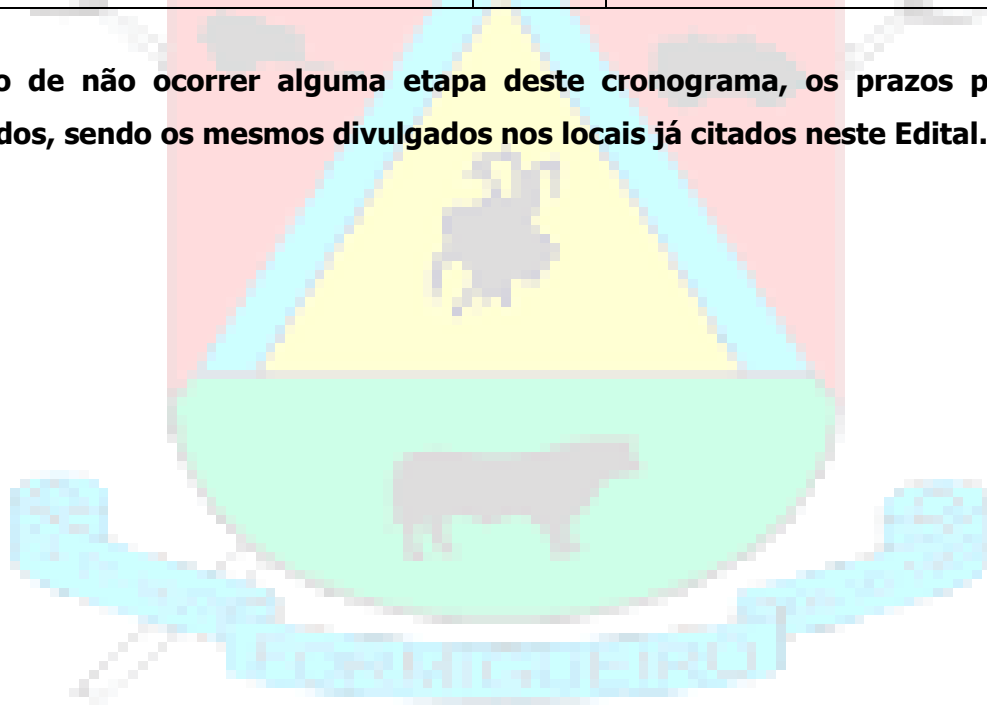 o de não ocorrer alguma etapa deste cronograma, os prazos p
dos, sendo os mesmos divulgados nos locais já citados neste Edital.
FORMIGUEIRO